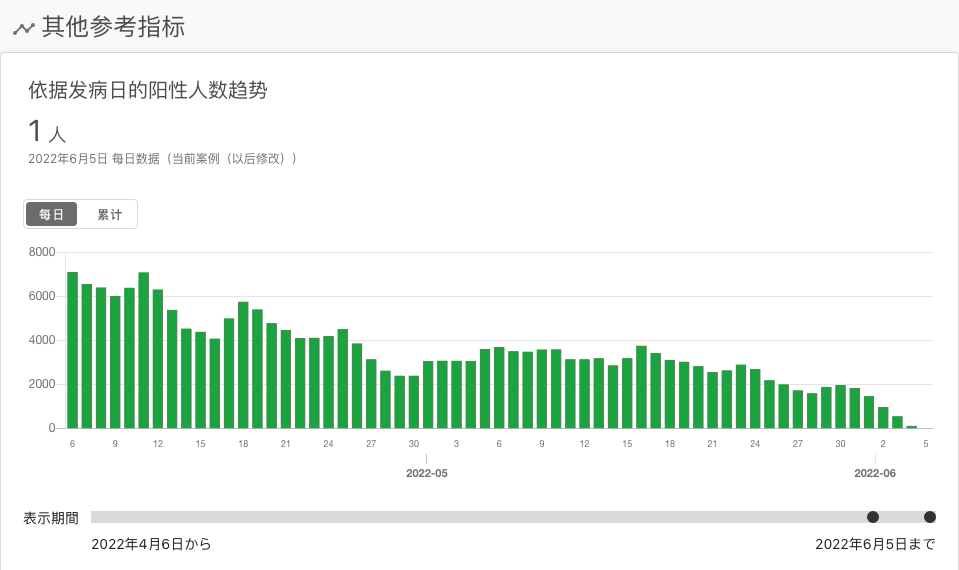 其他参考指标
依据发病日的阳性人数趋势
1 人
2022年6月5日 每日数据（当前案例（以后修改））
每日 累计
8000
6000
4000
2000
0
6 9 12 15 18 21 24 27 30 3 6 9 12 15 18 21 24 27 30 2 5
2022-05 2022-06
表示期間
2022年4月6日から 2022年6月5日まで